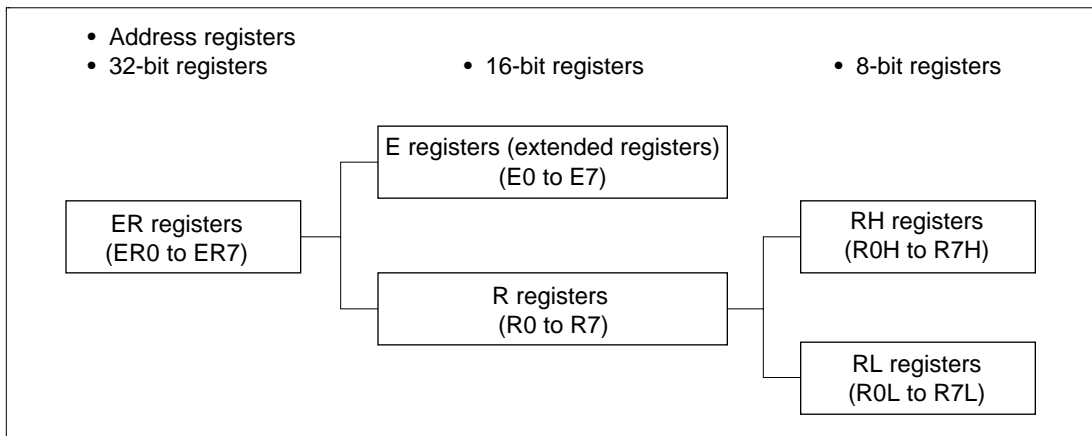 • Address registers
• 32-bit registers
• 16-bit registers
• 8-bit registers
E registers (extended registers)
(E0 to E7)
ER registers
(ER0 to ER7)
RH registers
(R0H to R7H)
R registers
(R0 to R7)
RL registers
(R0L to R7L)